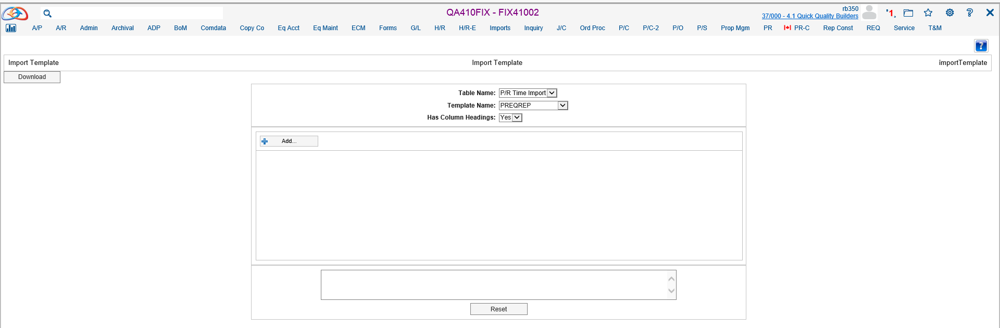 QA410FIX - FIX41002
rb350
37/000 - 4.1 Quick Quality Builders
1
A/P A/R Admin Archival ADP BoM Comdata Copy Co Eq Acct Eq Maint ECM Forms G/L H/R H/R-E Imports Inquiry J/C Ord Proc P/C P/C-2 P/O P/S Prop Mgm PR PR-C Rep Const REQ Service T&M
?
Import Template Import Template importTemplate
Download
Table Name: P/R Time Import
Template Name: PREQREP
Has Column Headings: Yes
Add...
Reset